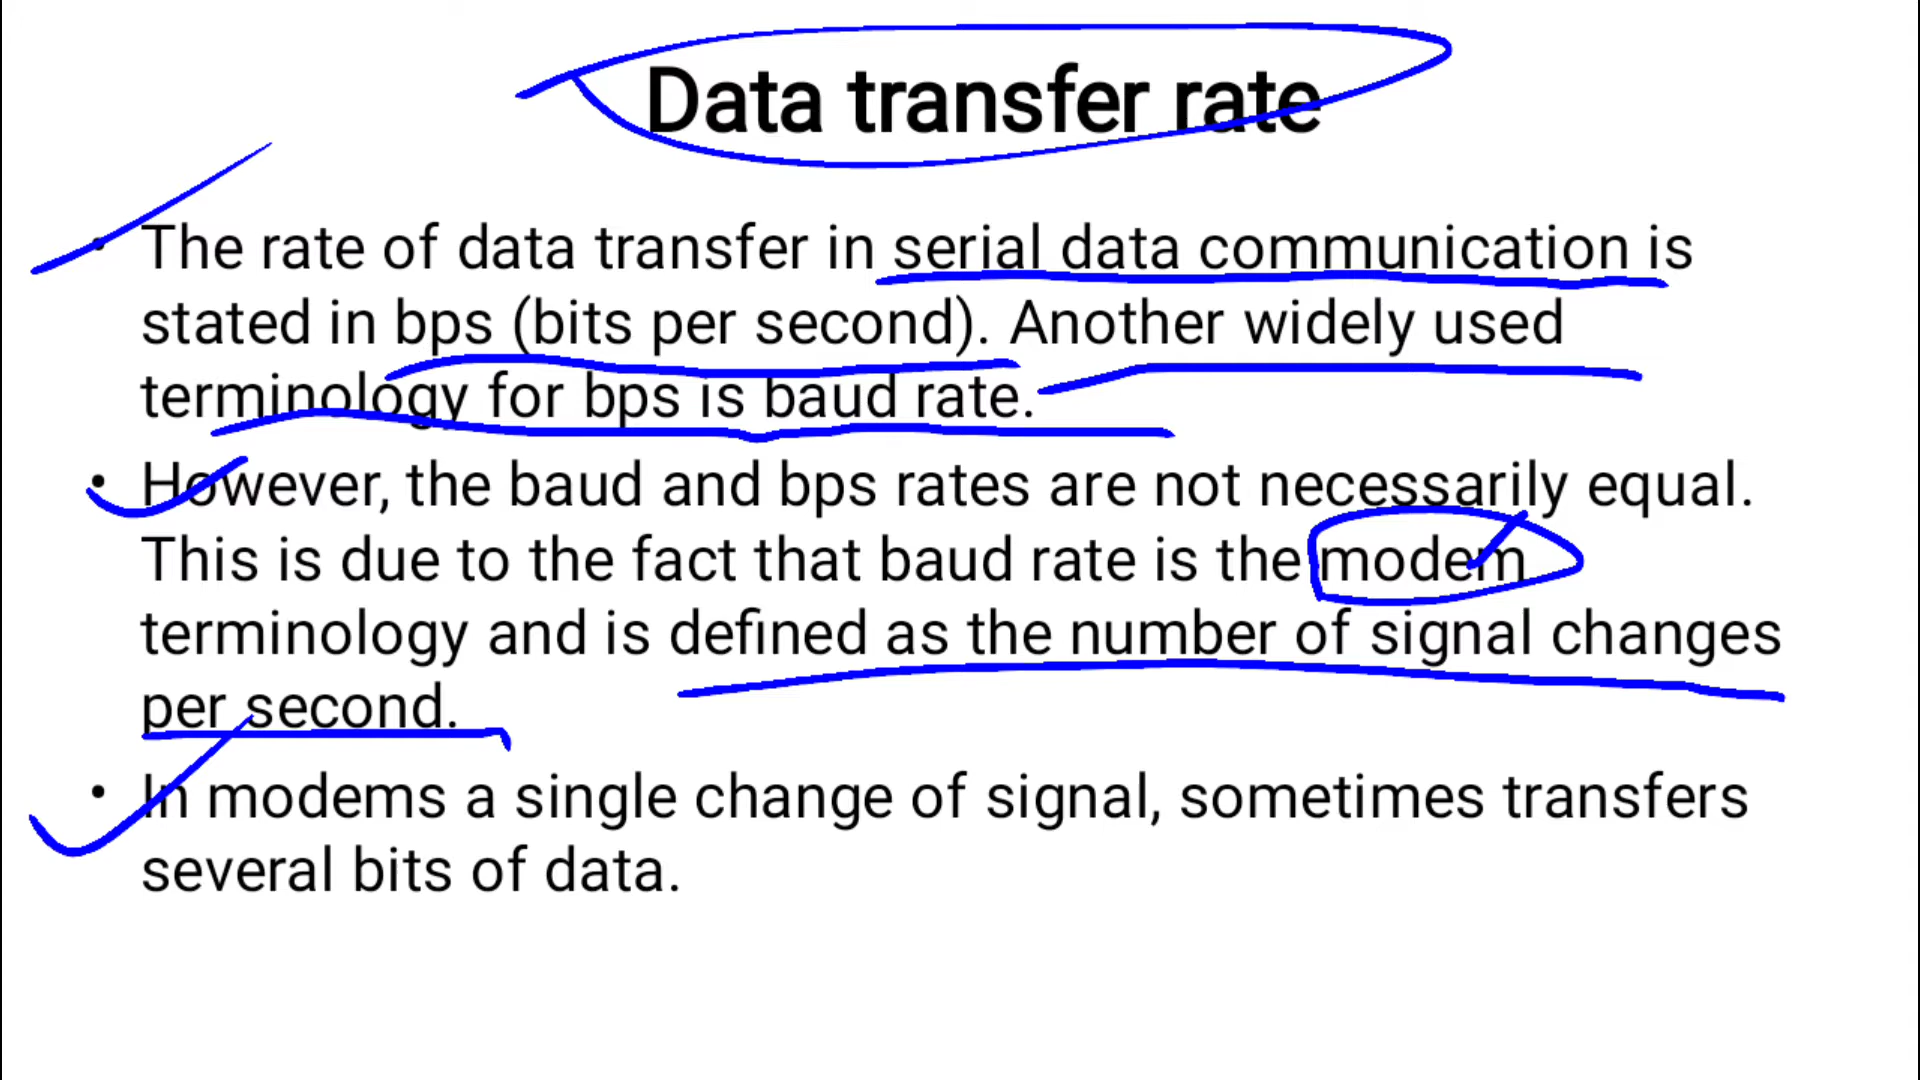 Data transfer rate
• The rate of data transfer in serial data communication is
stated in bps (bits per second). Another widely used
terminology for bps is baud rate.
• However, the baud and bps rates are not necessarily equal.
This is due to the fact that baud rate is the modem
terminology and is defined as the number of signal changes
per second.
• In modems a single change of signal, sometimes transfers
several bits of data.